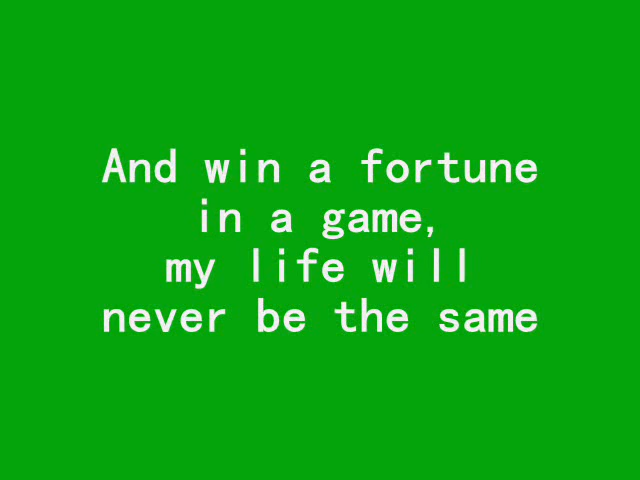 And win a fortune
in a game,
my life will
never be the same